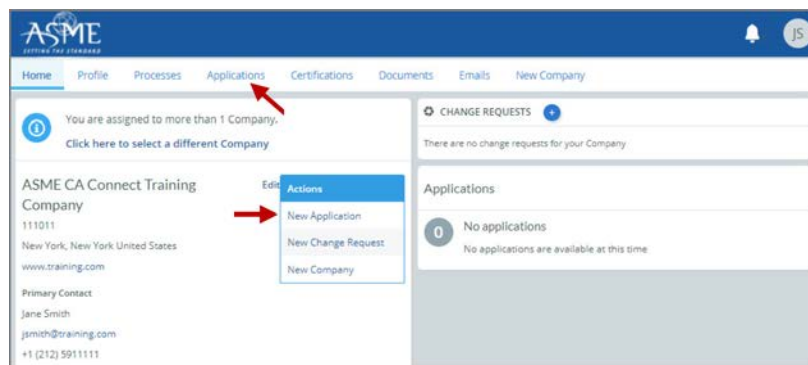 ASME
SETTING THE STANDARD
JS
Home Profile Processes Applications Certifications Documents Emails New Company
You are assigned to more than 1 Company.
Click here to select a different Company
ASME CA Connect Training
Company
Edit
111011
New York, New York United States
www.training.com
Primary Contact
Jane Smith
jsmith@training.com
+1 (212) 5911111
Actions
New Application
New Change Request
New Company
CHANGE REQUESTS
There are no change requests for your Company
Applications
0
No applications
No applications are available at this time